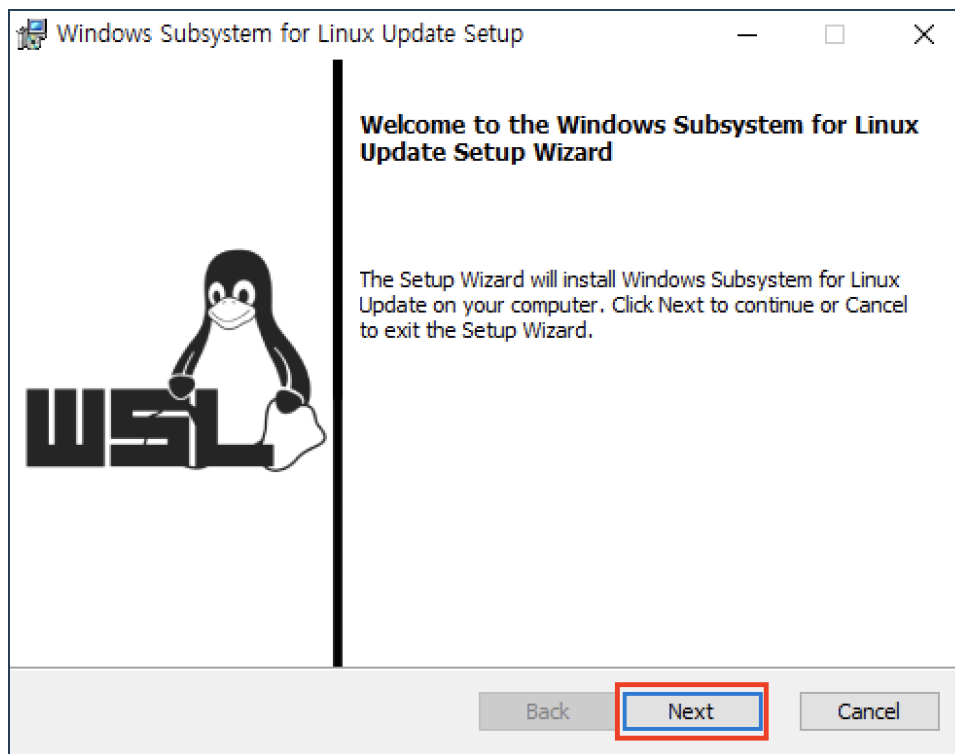 Windows Subsystem for Linux Update Setup
Welcome to the Windows Subsystem for Linux
Update Setup Wizard
The Setup Wizard will install Windows Subsystem for Linux
Update on your computer. Click Next to continue or Cancel
to exit the Setup Wizard.
WSL
Back Next Cancel